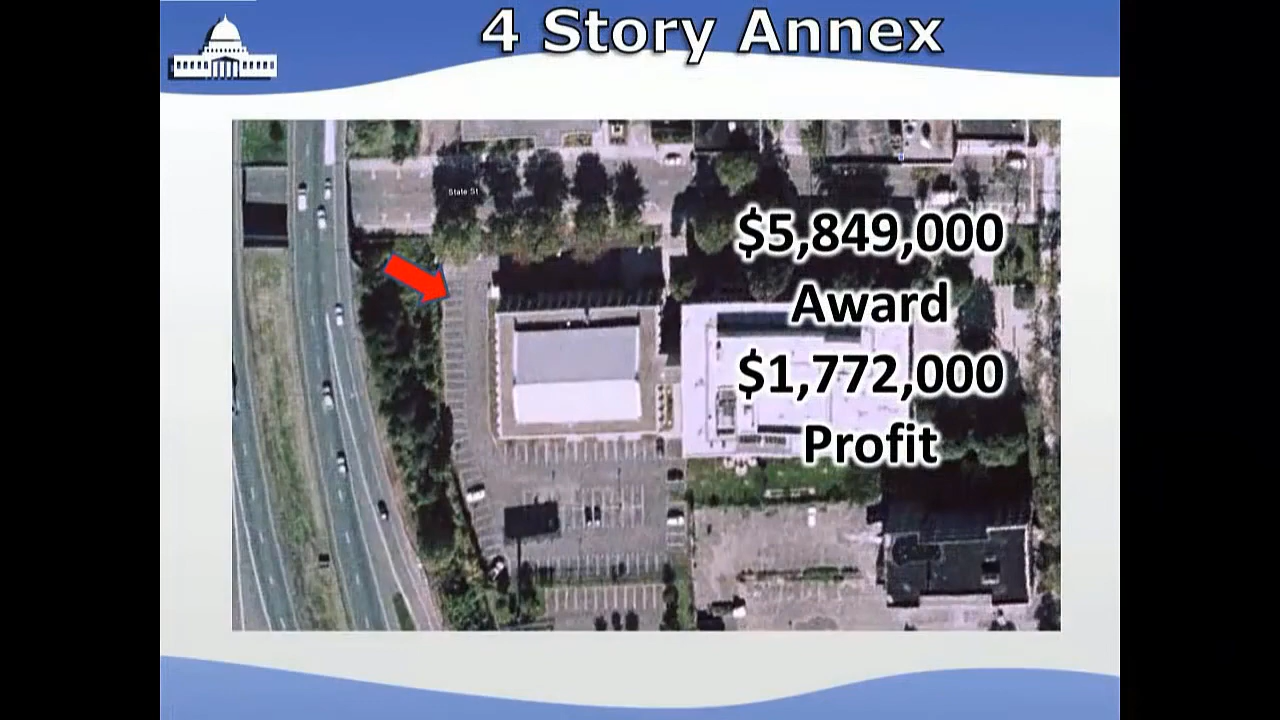 4 Story Annex
State St
$5,849,000
Award
$1,772,000
Profit